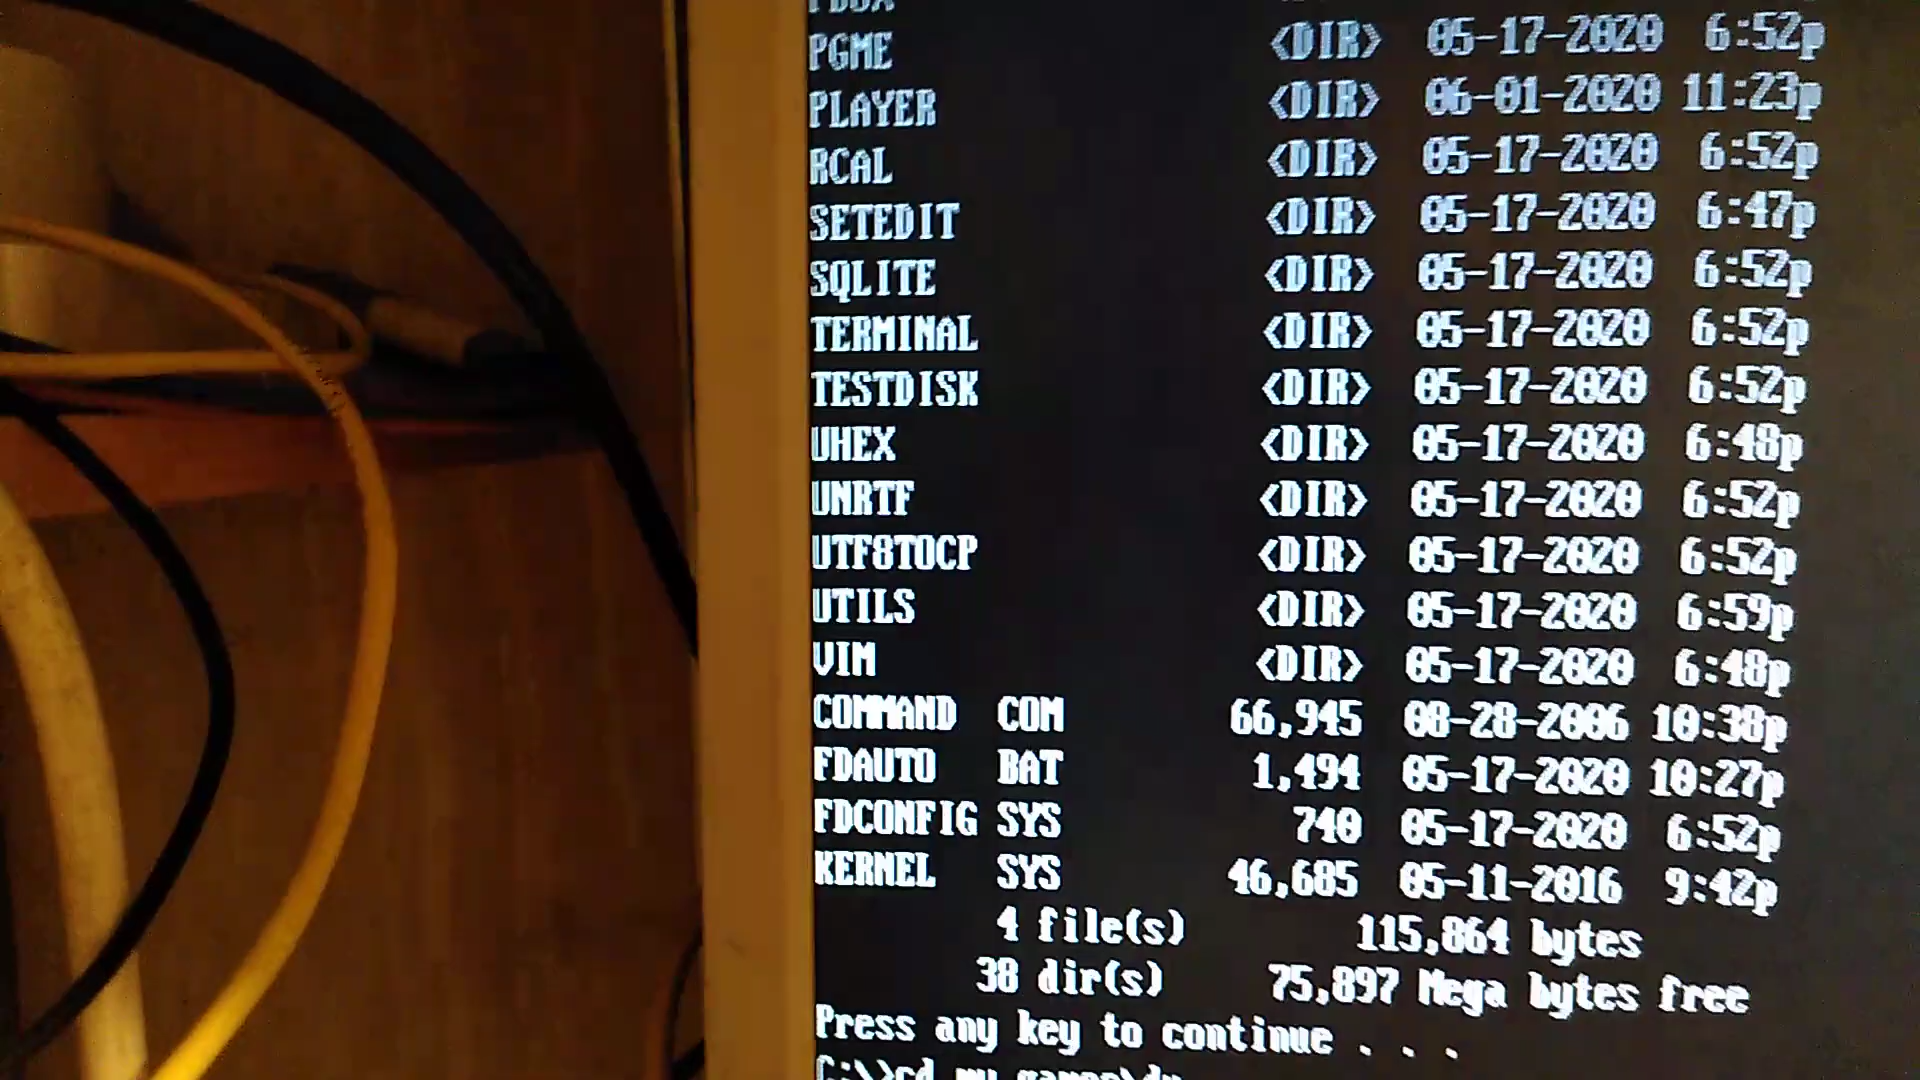 PGME <DIR> 05-17-2020 6:52p
PLAYER <DIR> 06-01-2020 11:23p
RCAL <DIR> 05-17-2020 6:52p
SETEDIT <DIR> 05-17-2020 6:47p
SQLITE <DIR> 05-17-2020 6:52p
TERMINAL <DIR> 05-17-2020 6:52p
TESTDISK <DIR> 05-17-2020 6:52p
UHEX <DIR> 05-17-2020 6:48p
UNRTF <DIR> 05-17-2020 6:52p
UTF8TOCP <DIR> 05-17-2020 6:52p
UTILS <DIR> 05-17-2020 6:59p
VIM <DIR> 05-17-2020 6:48p
COMMAND COM 66,945 08-28-2006 10:38p
FDAUTO BAT 1,494 05-17-2020 10:27p
FDCONFIG SYS 740 05-17-2020 6:52p
KERNEL SYS 46,685 05-11-2016 9:42p
4 file(s) 115,864 bytes
38 dir(s) 75,897 Mega bytes free
Press any key to continue . . .
C:\>cd